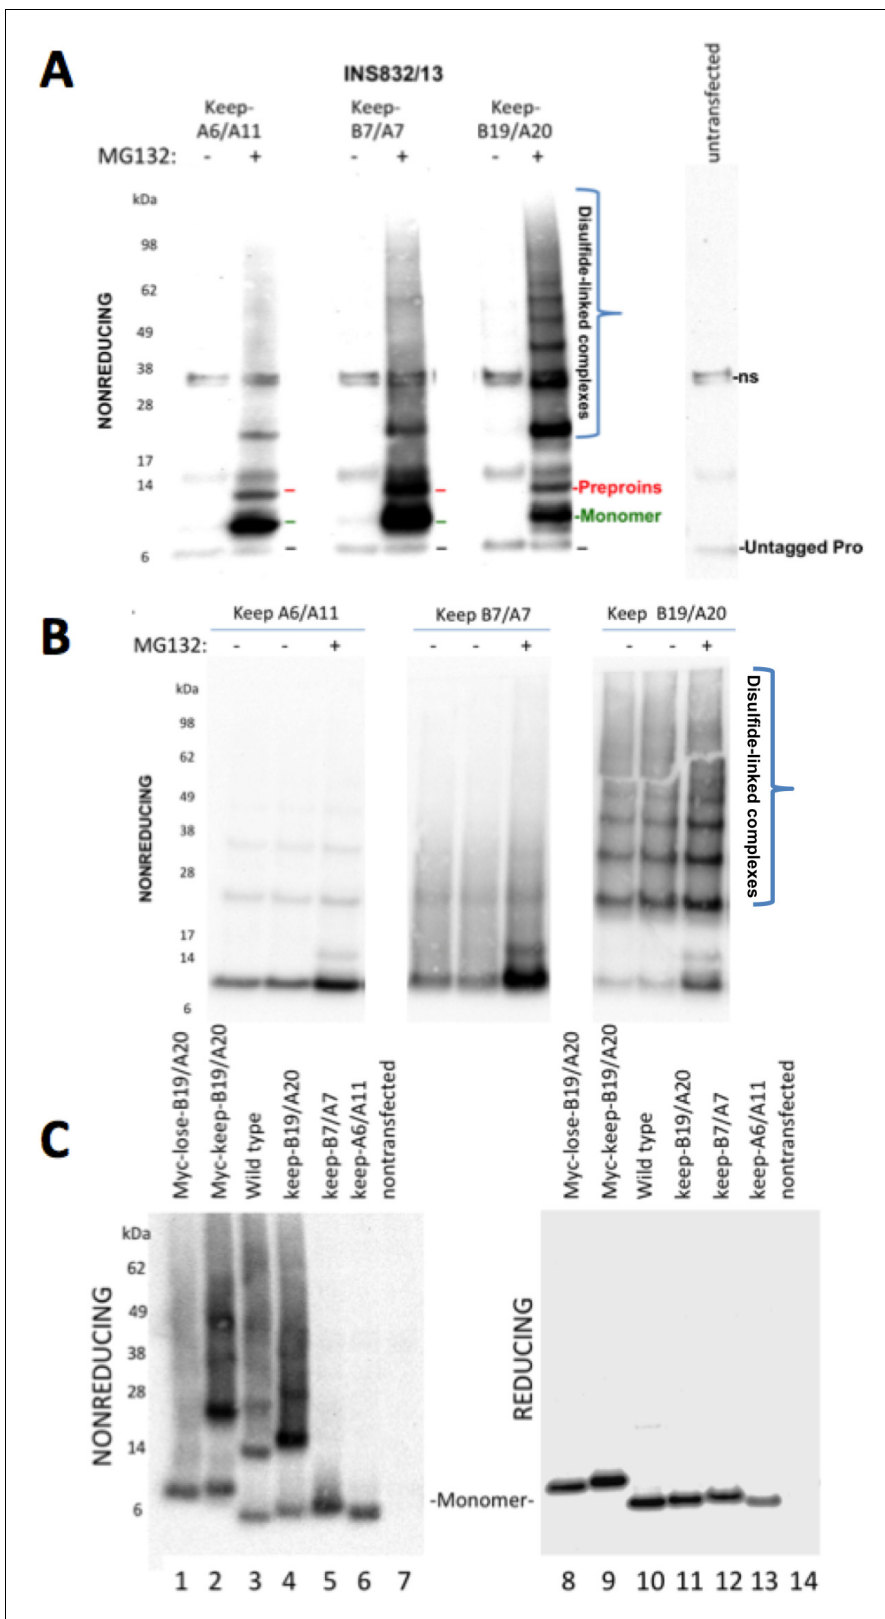 A
INS832/13
Keep-
A6/A11
Keep-
B7/A7
Keep-
B19/A20
untransfected
MG132: - + - + - +
kDa
98
62
49
38
28
17
14
6
NONREDUCING
Disulfide-linked complexes
-ns
-Preproins
-Monomer
-Untagged Pro
B
Keep A6/A11
Keep B7/A7
Keep B19/A20
MG132: - - + - - + - - +
kDa
98
62
49
38
28
17
14
6
NONREDUCING
Disulfide-linked complexes
C
Myc-lose-B19/A20
Myc-keep-B19/A20
Wild type
keep-B19/A20
keep-B7/A7
keep-A6/A11
nontransfected
Myc-lose-B19/A20
Myc-keep-B19/A20
Wild type
keep-B19/A20
keep-B7/A7
keep-A6/A11
nontransfected
kDa
62
49
38
28
14
6
NONREDUCING
REDUCING
-Monomer-
1 2 3 4 5 6 7
8 9 10 11 12 13 14